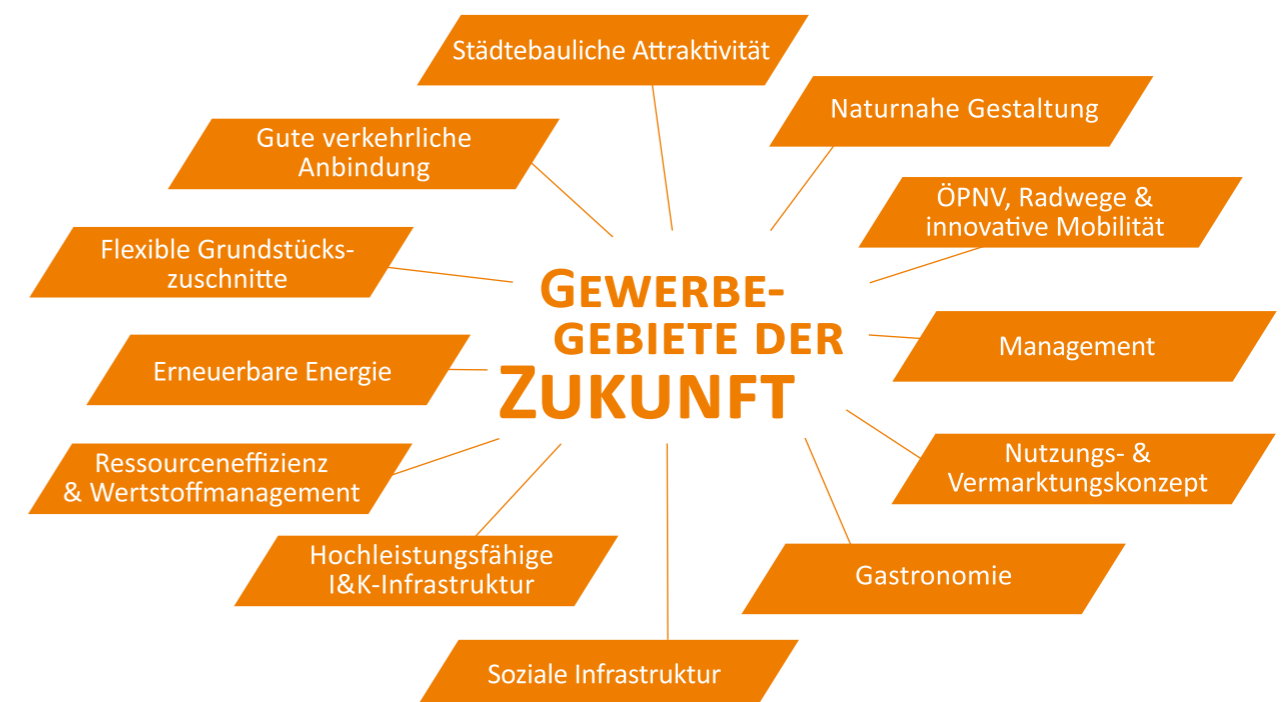 Städtebauliche Attraktivität
Naturnahe Gestaltung
Gute verkehrliche
Anbindung
ÖPNV, Radwege &
innovative Mobilität
Flexible Grundstücks-
zuschnitte
GEWERBE-
GEBIETE DER
ZUKUNFT
Management
Erneuerbare Energie
Nutzungs- &
Vermarktungskonzept
Ressourceneffizienz
& Wertstoffmanagement
Hochleistungsfähige
I&K-Infrastruktur
Gastronomie
Soziale Infrastruktur